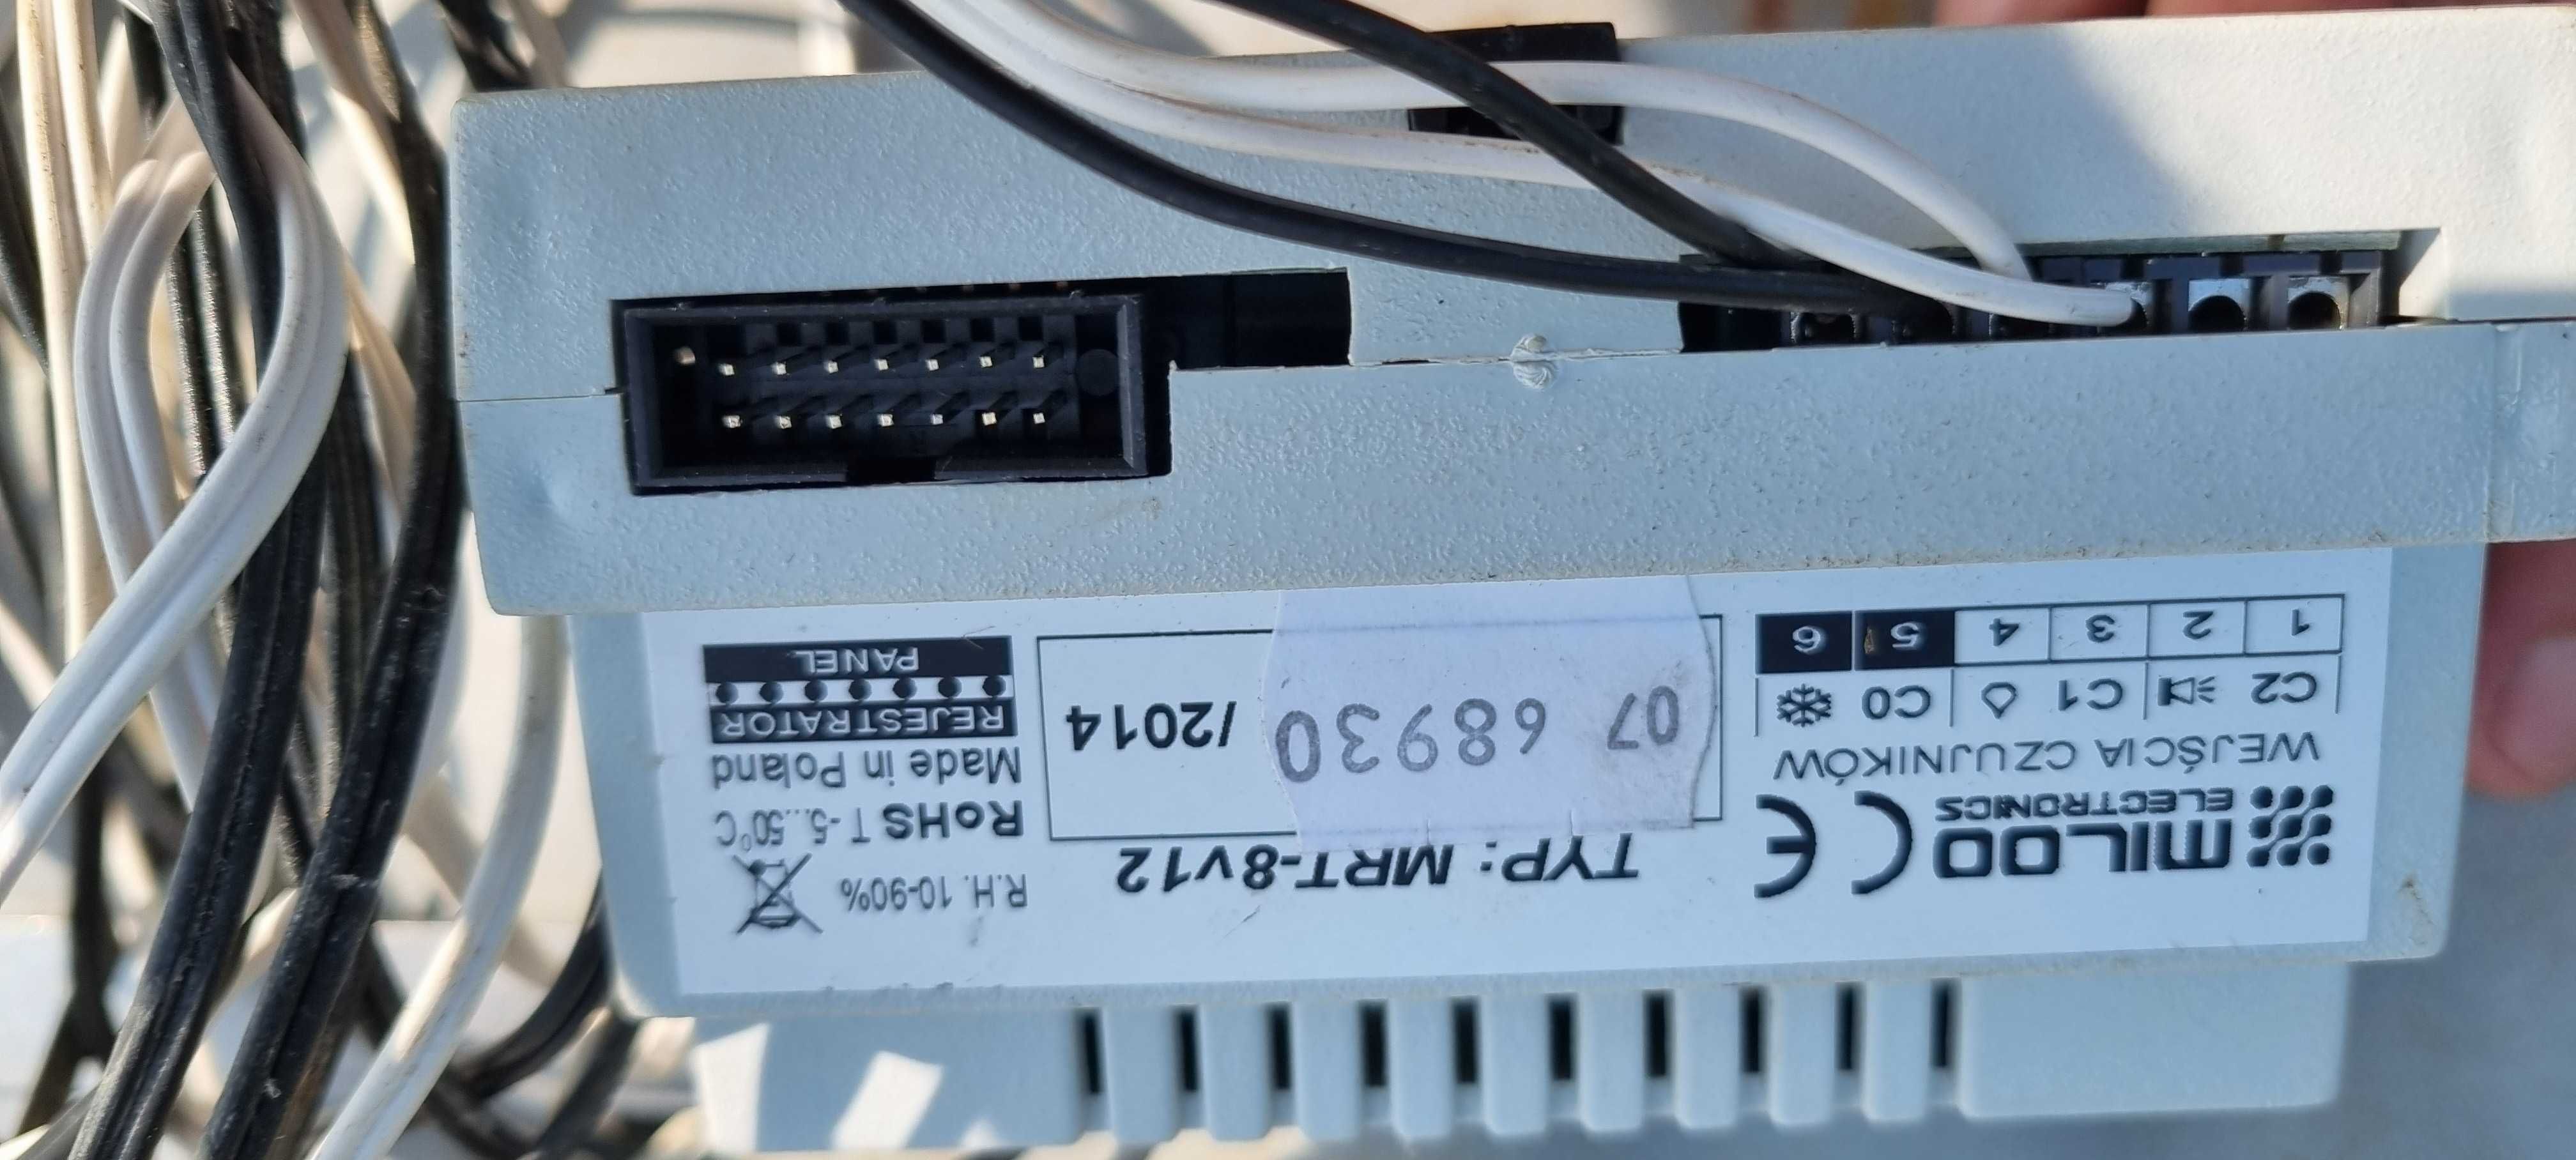 MILOO
ELECTRONICS
CE
WEJŚCIA CZUJNIKÓW
C2 C1 C0
1 2 3 4 5 6
TYP: MRT-8v12
07 68930 /2014
R.H. 10-90%
RoHS T -5...50°C
Made in Poland
REJESTRATOR
PANEL